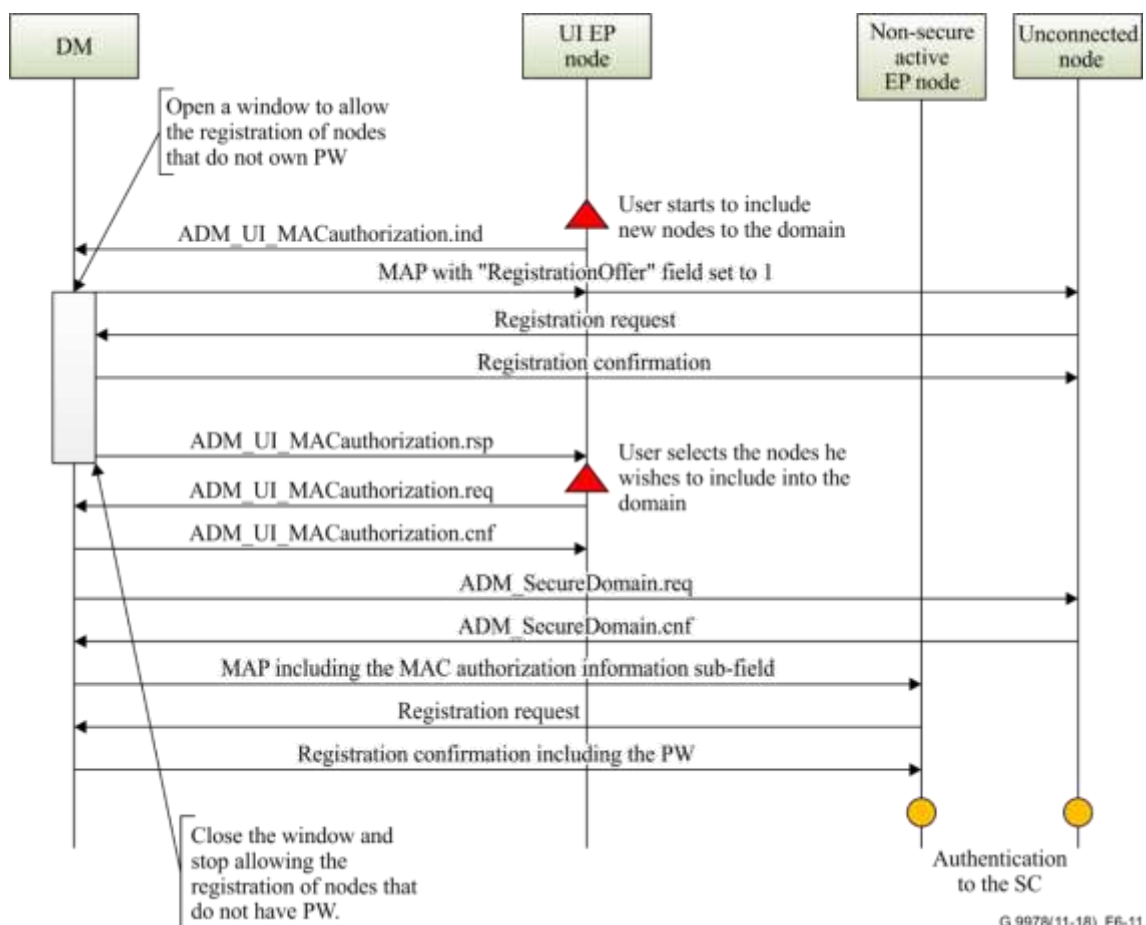 DM
UI EP
node
Non-secure
active
EP node
Unconnected
node
Open a window to allow
the registration of nodes
that do not own PW
User starts to include
new nodes to the domain
ADM_UI_MACauthorization.ind
MAP with "RegistrationOffer" field set to 1
Registration request
Registration confirmation
ADM_UI_MACauthorization.rsp
User selects the nodes he
wishes to include into the
domain
ADM_UI_MACauthorization.req
ADM_UI_MACauthorization.cnf
ADM_SecureDomain.req
ADM_SecureDomain.cnf
MAP including the MAC authorization information sub-field
Registration request
Registration confirmation including the PW
Close the window and
stop allowing the
registration of nodes that
do not have PW.
Authentication
to the SC
G.9978(11-18)_F6-11